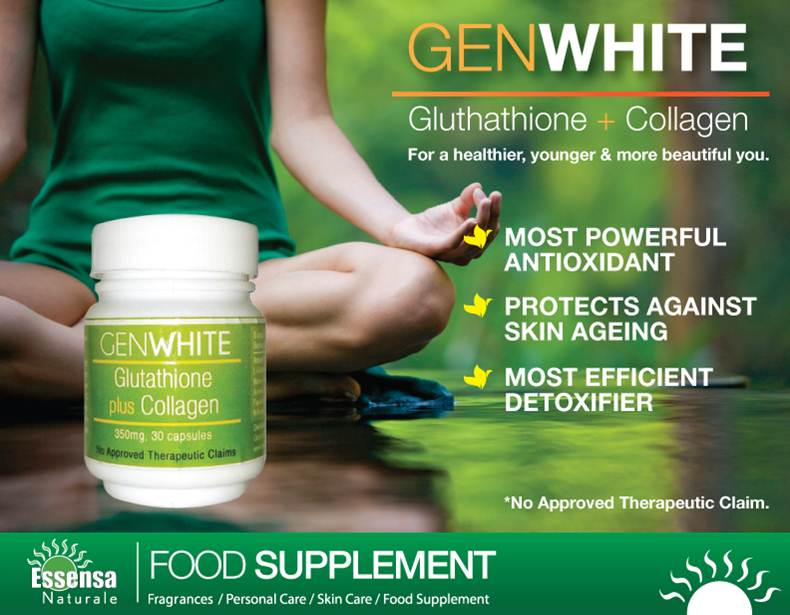 GENWHITE
Gluthathione + Collagen
For a healthier, younger & more beautiful you.
MOST POWERFUL
ANTIOXIDANT
PROTECTS AGAINST
SKIN AGEING
MOST EFFICIENT
DETOXIFIER
GENWHITE
Glutathione
plus Collagen
350mg. 30 capsules
No Approved Therapeutic Claims
*No Approved Therapeutic Claim.
Essensa
Naturale
FOOD SUPPLEMENT
Fragrances / Personal Care / Skin Care / Food Supplement